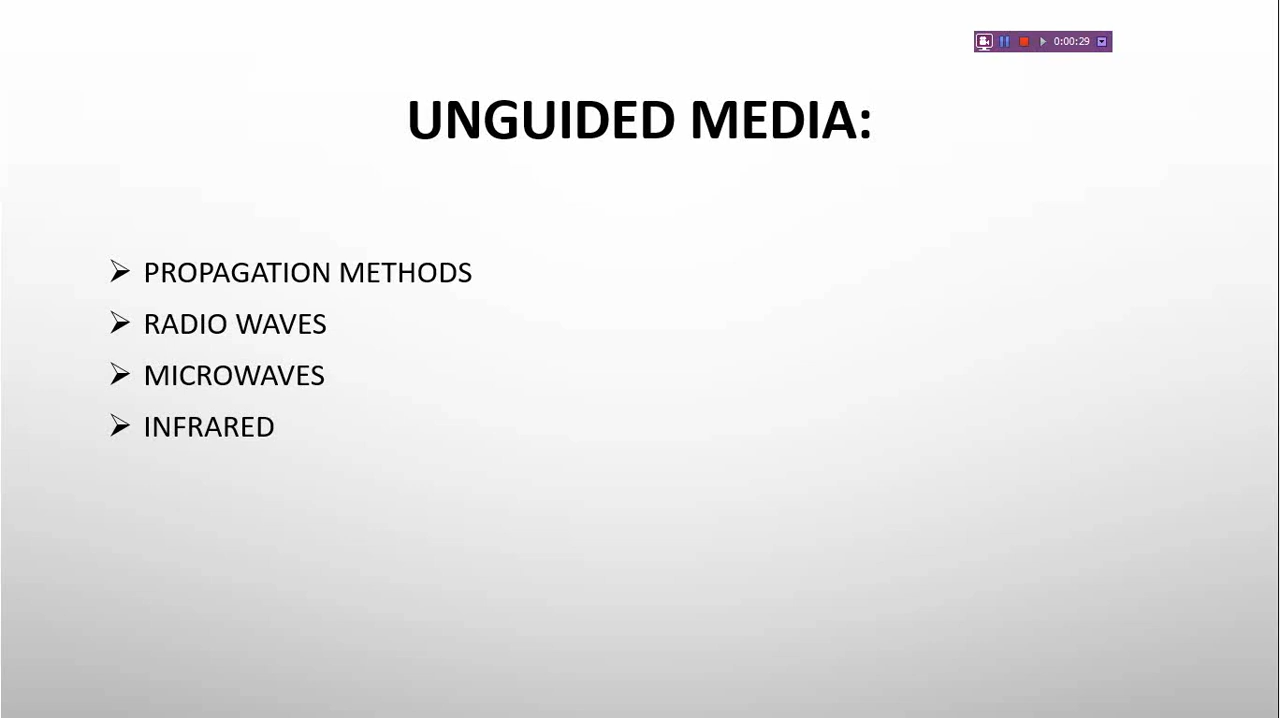 0:00:29
UNGUIDED MEDIA:
PROPAGATION METHODS
RADIO WAVES
MICROWAVES
INFRARED